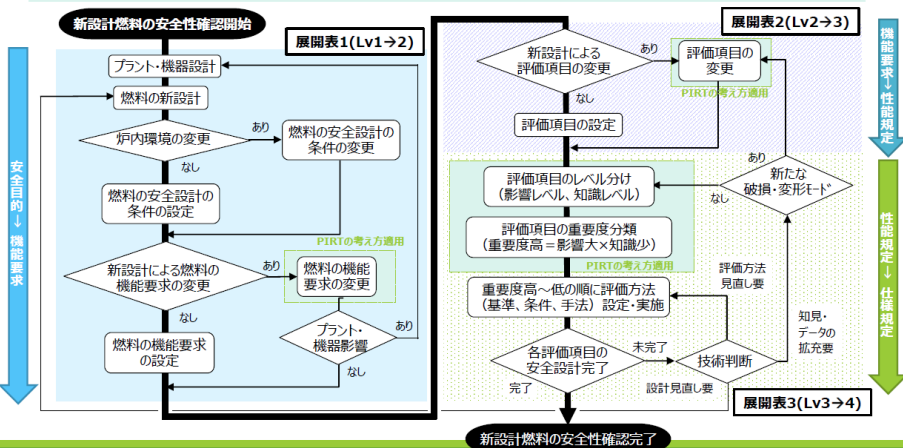 新設計燃料の安全性確認開始
展開表1(Lv1→2)
プラント・機器設計
燃料の新設計
炉内環境の変更
あり
燃料の安全設計の
条件の変更
なし
燃料の安全設計の
条件の設定
PIRTの考え方適用
新設計による燃料の
機能要求の変更
あり
燃料の機能
要求の変更
なし
燃料の機能要求
の設定
プラント・
機器影響
あり
なし
安全目的→機能要求
展開表2(Lv2→3)
新設計による
評価項目の変更
あり
評価項目の
変更
PIRTの考え方適用
なし
評価項目の設定
あり
新たな
破損・変形ﾓｰﾄﾞ
なし
評価項目のレベル分け
(影響レベル、知識レベル)
評価項目の重要度分類
(重要度高=影響大×知識少)
PIRTの考え方適用
重要度高~低の順に評価方法
(基準、条件、手法)設定・実施
評価方法
見直し要
知見・
データの
拡充要
各評価項目の
安全設計完了
未完了
技術判断
完了
設計見直し要
展開表3(Lv3→4)
新設計燃料の安全性確認完了
機能要求→性能規定
性能規定→仕様規定